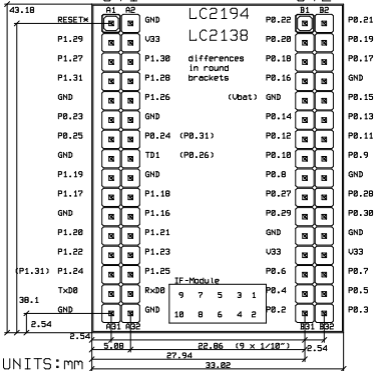 43.18
A1 A2
B1 B2
LC2194
LC2138
differences
in round
brackets
RESET* GND P0.22 P0.21
P1.29 V33 P0.20 P0.19
P1.27 P1.30 P0.18 P0.17
P1.31 P1.28 P0.16 GND
GND P1.26 (Vbat) GND P0.15
P0.23 GND P0.14 P0.13
P0.25 P0.24 (P0.31) P0.12 P0.11
GND TD1 (P0.26) P0.10 P0.9
P1.19 GND P0.8 GND
P1.17 P1.18 P0.27 P0.28
GND P1.16 P0.29 P0.30
P1.20 P1.21 GND GND
P1.22 P1.23 V33 V33
(P1.31) P1.24 P1.25 P0.6 P0.7
TxD0 RxD0 P0.4 P0.5
GND GND P0.2 P0.3
IF-Module
9 7 5 3 1
10 8 6 4 2
38.1
2.54
A31 A32
B31 B32
2.54
5.08
22.86 (9 x 1/10")
2.54
27.94
33.02
UNITS:mm